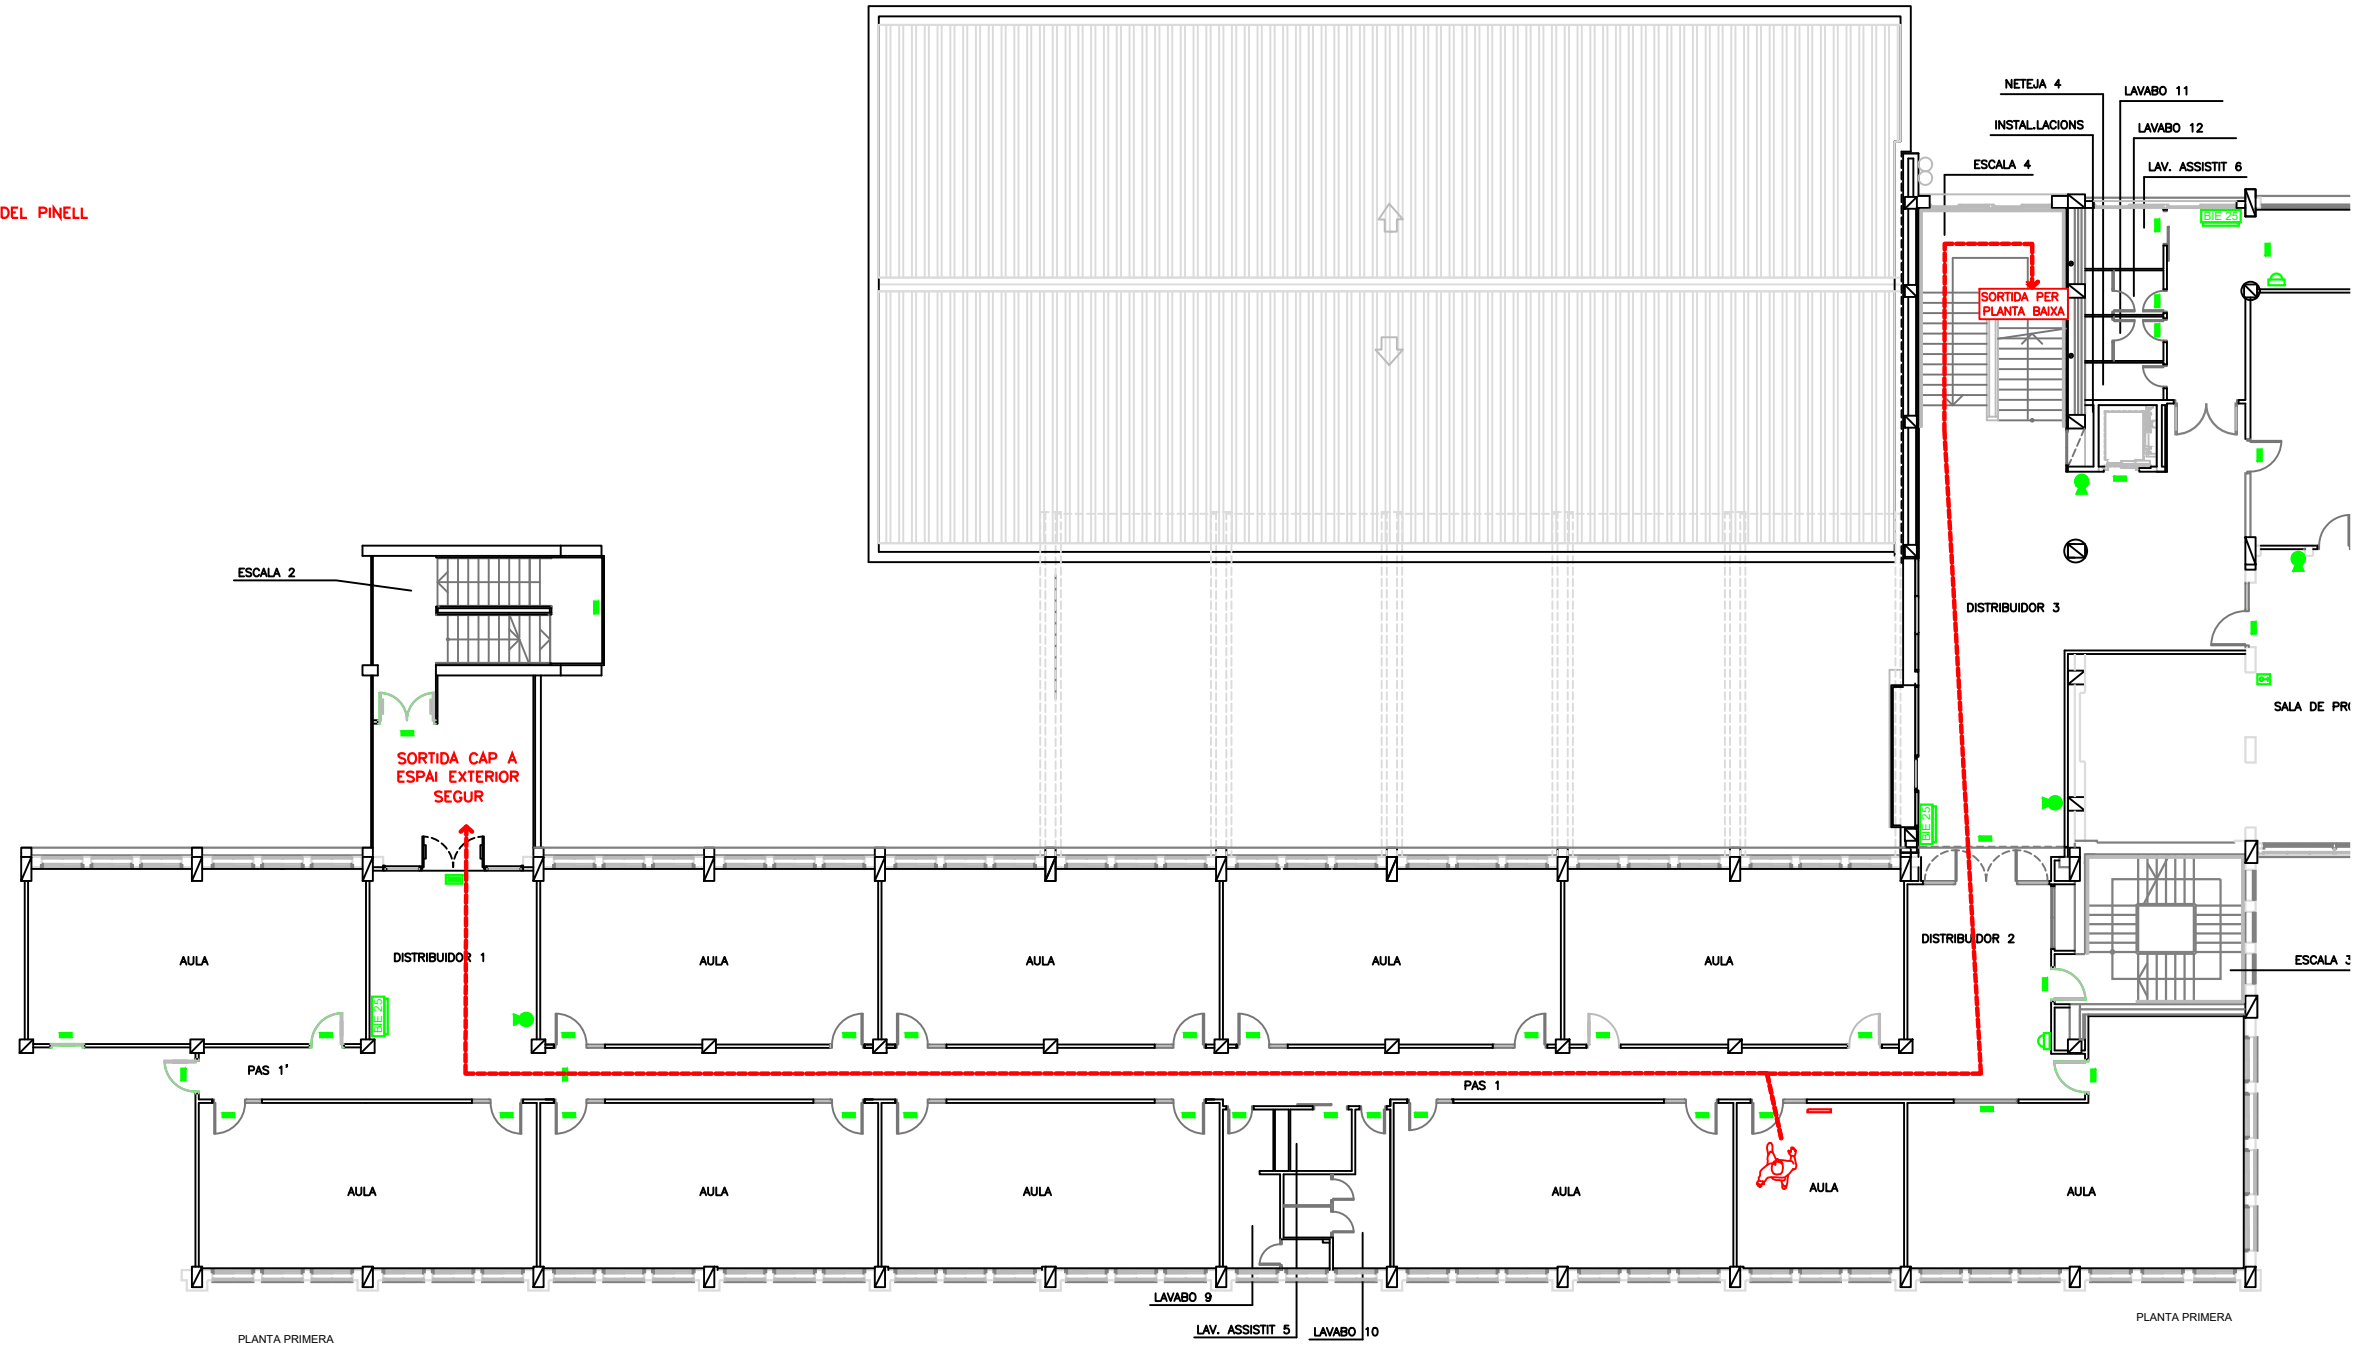 NETEJA 4
LAVABO 11
INSTAL.LACIONS
LAVABO 12
ESCALA 4
LAV. ASSISTIT 6
DEL PINELL
BIE 25
SORTIDA PER
PLANTA BAIXA
ESCALA 2
DISTRIBUIDOR 3
SALA DE PR
SORTIDA CAP A
ESPAI EXTERIOR
SEGUR
BIE 25
AULA
DISTRIBUIDOR 1
AULA
AULA
AULA
AULA
DISTRIBUIDOR 2
ESCALA 3
BIE 25
PAS 1'
PAS 1
AULA
AULA
AULA
AULA
AULA
AULA
LAVABO 9
LAV. ASSISTIT 5
LAVABO 10
PLANTA PRIMERA
PLANTA PRIMERA